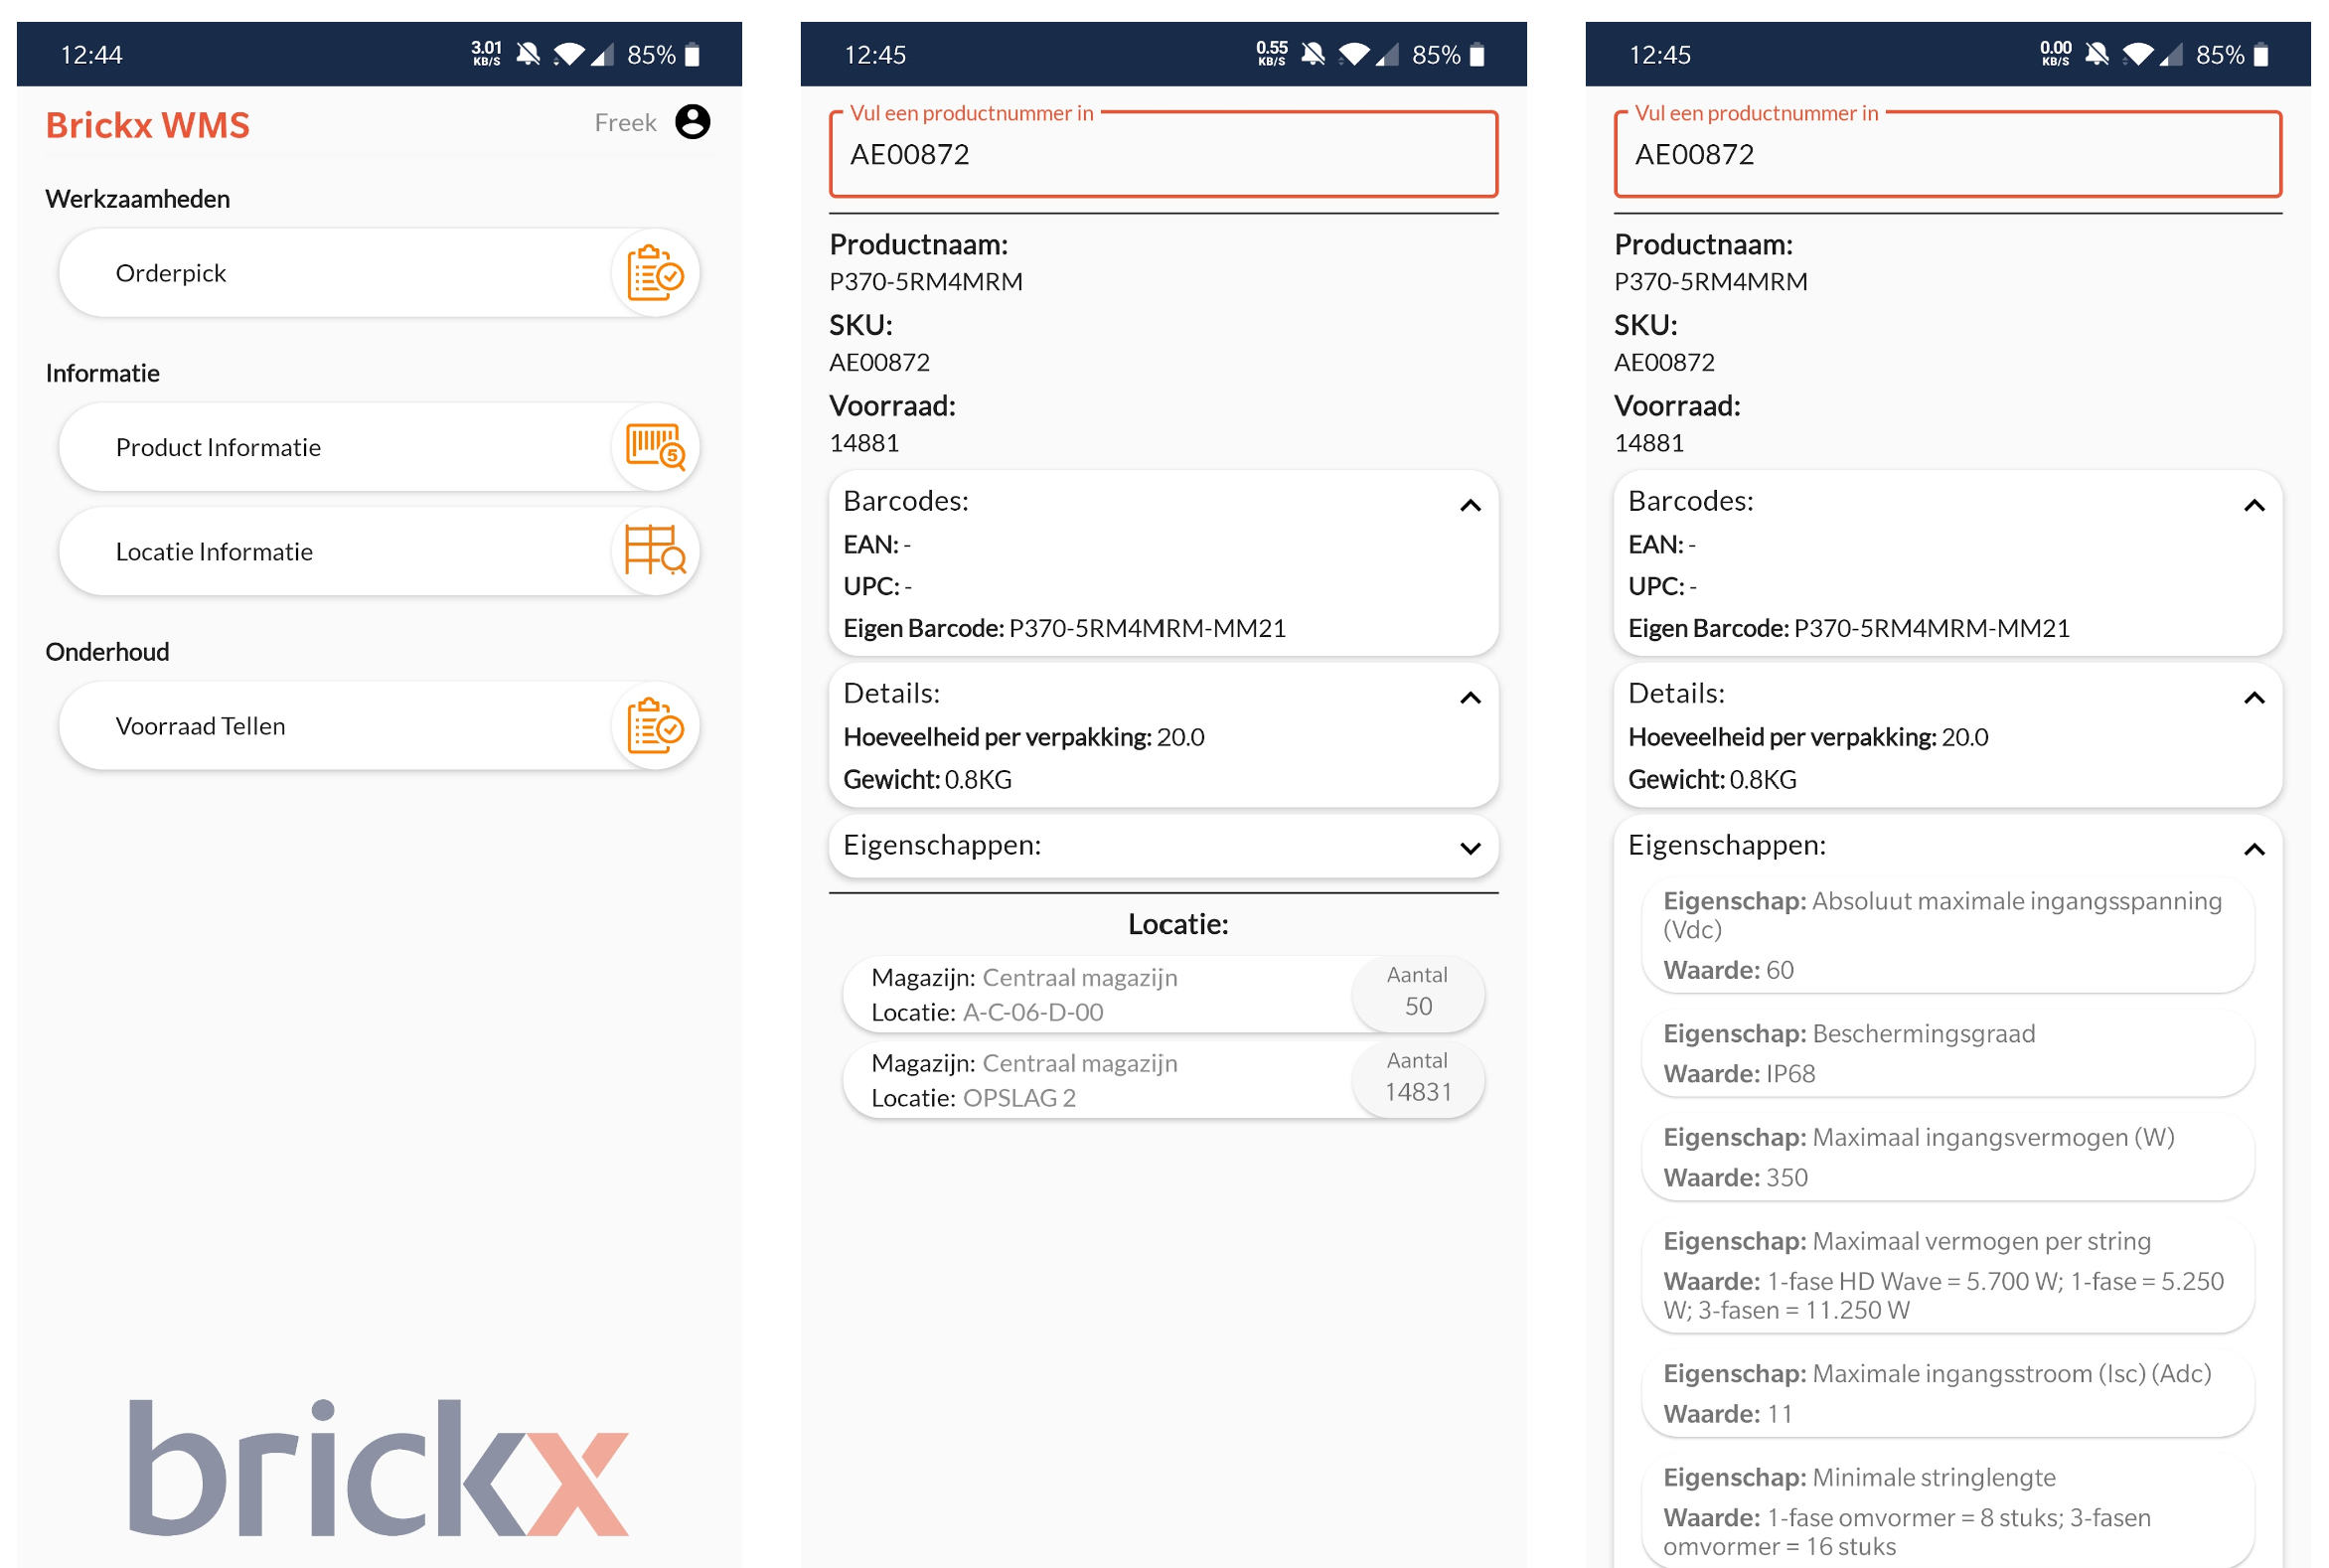 12:44
3.01
KB/S
85%
Brickx WMS
Freek
Werkzaamheden
Orderpick
Informatie
Product Informatie
5
Locatie Informatie
Onderhoud
Voorraad Tellen
brickx
12:45
0.55
KB/S
85%
Vul een productnummer in
AE00872
Productnaam:
P370-5RM4MRM
SKU:
AE00872
Voorraad:
14881
Barcodes:
EAN: -
UPC: -
Eigen Barcode: P370-5RM4MRM-MM21
Details:
Hoeveelheid per verpakking: 20.0
Gewicht: 0.8KG
Eigenschappen:
Locatie:
Magazijn: Centraal magazijn
Locatie: A-C-06-D-00
Aantal
50
Magazijn: Centraal magazijn
Locatie: OPSLAG 2
Aantal
14831
12:45
0.00
KB/S
85%
Vul een productnummer in
AE00872
Productnaam:
P370-5RM4MRM
SKU:
AE00872
Voorraad:
14881
Barcodes:
EAN: -
UPC: -
Eigen Barcode: P370-5RM4MRM-MM21
Details:
Hoeveelheid per verpakking: 20.0
Gewicht: 0.8KG
Eigenschappen:
Eigenschap: Absoluut maximale ingangsspanning
(Vdc)
Waarde: 60
Eigenschap: Beschermingsgraad
Waarde: IP68
Eigenschap: Maximaal ingangsvermogen (W)
Waarde: 350
Eigenschap: Maximaal vermogen per string
Waarde: 1-fase HD Wave = 5.700 W; 1-fase = 5.250
W; 3-fasen = 11.250 W
Eigenschap: Maximale ingangsstroom (Isc) (Adc)
Waarde: 11
Eigenschap: Minimale stringlengte
Waarde: 1-fase omvormer = 8 stuks; 3-fasen
omvormer = 16 stuks